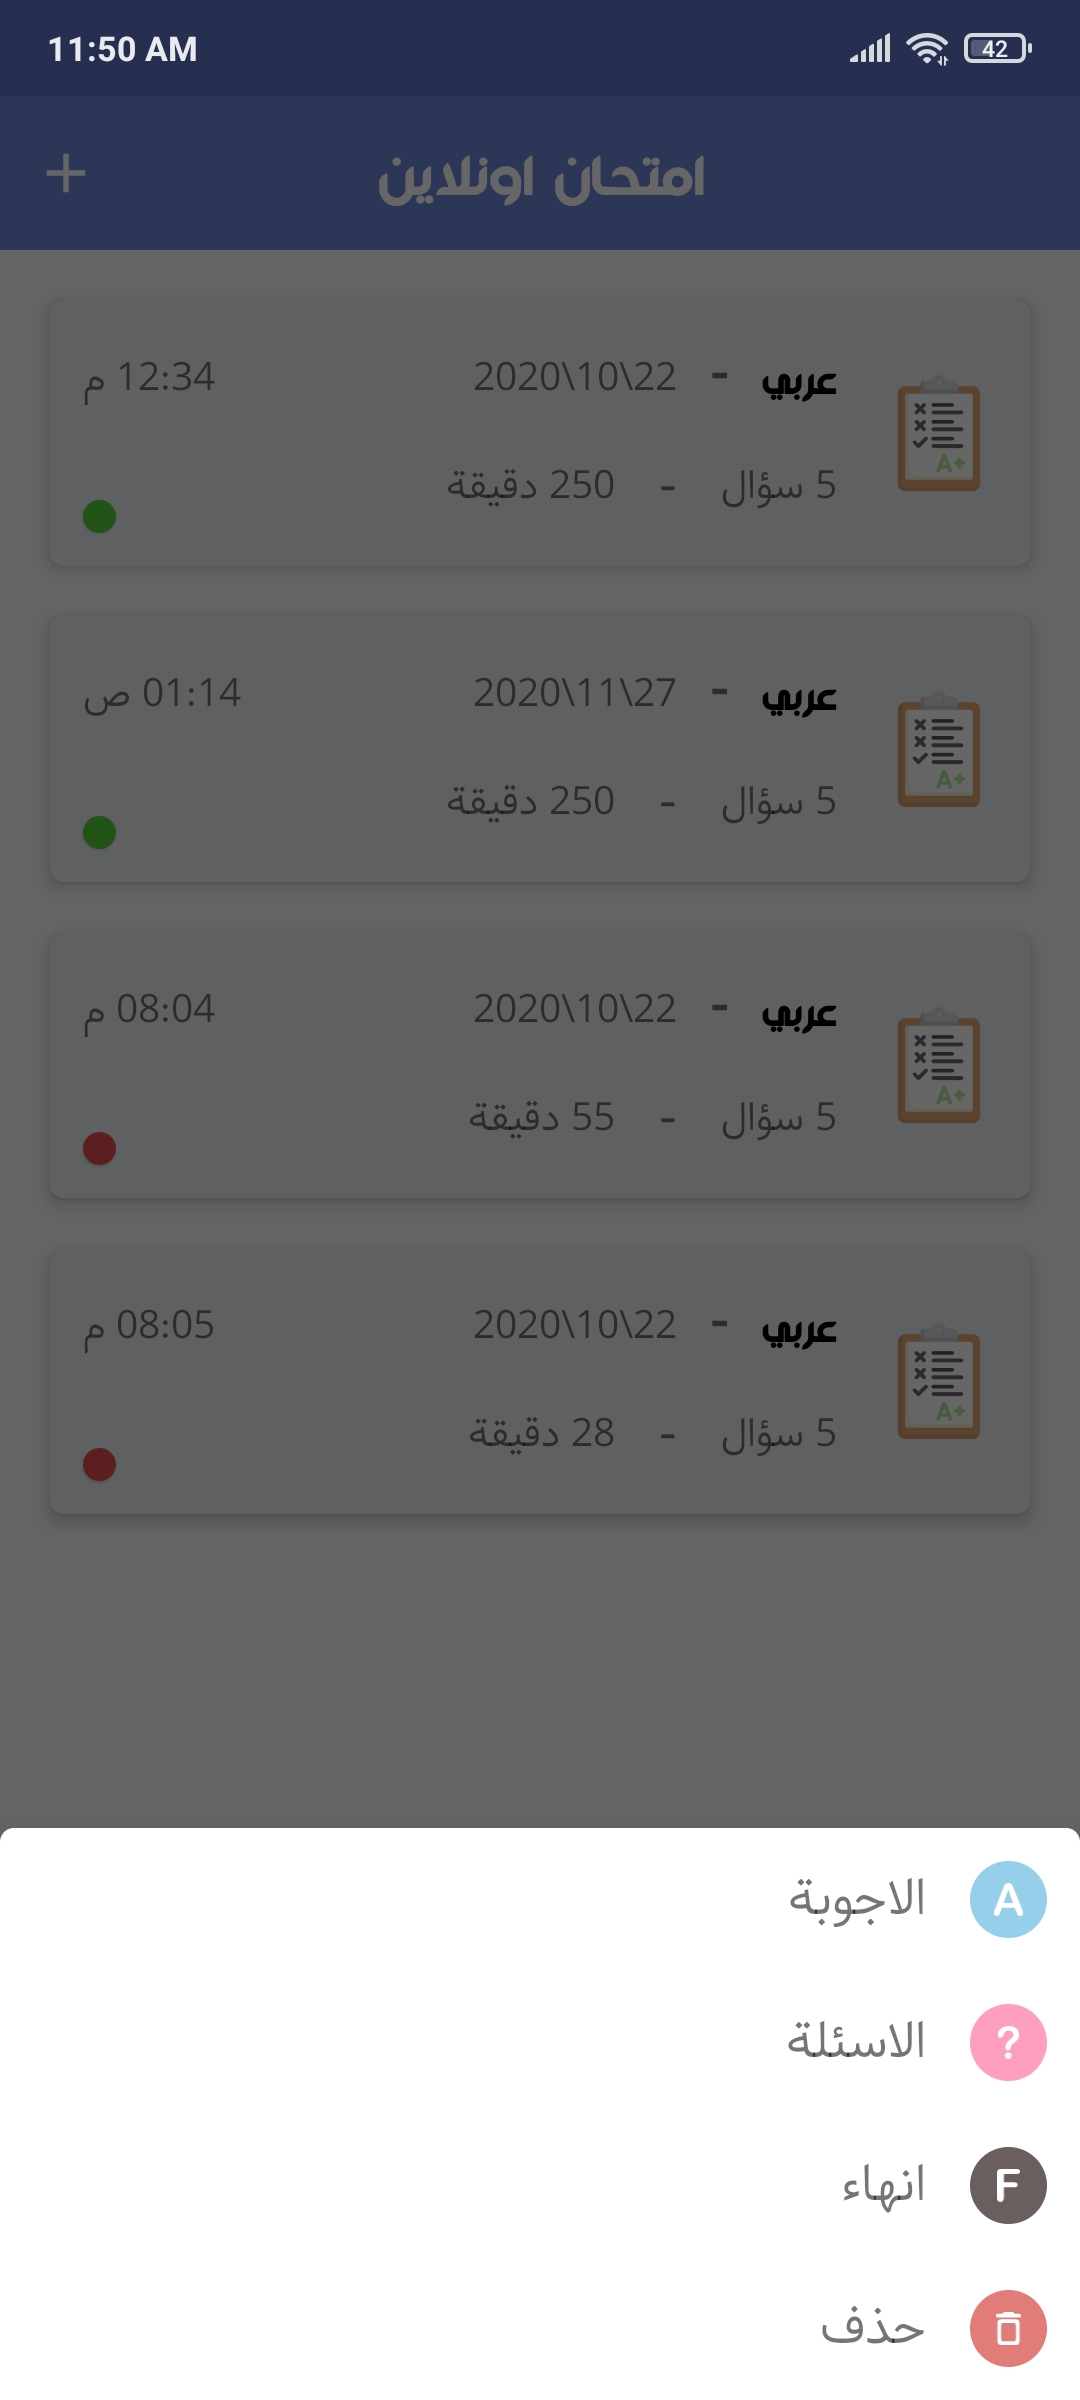 11:50 AM 42
+ امتحان اونلاين
عربي - 2020\10\22 12:34 م
5 سؤال - 250 دقيقة
A+
عربي - 2020\11\27 01:14 ص
5 سؤال - 250 دقيقة
A+
عربي - 2020\10\22 08:04 م
5 سؤال - 55 دقيقة
A+
عربي - 2020\10\22 08:05 م
5 سؤال - 28 دقيقة
A+
A الاجوبة
? الاسئلة
F انهاء
حذف